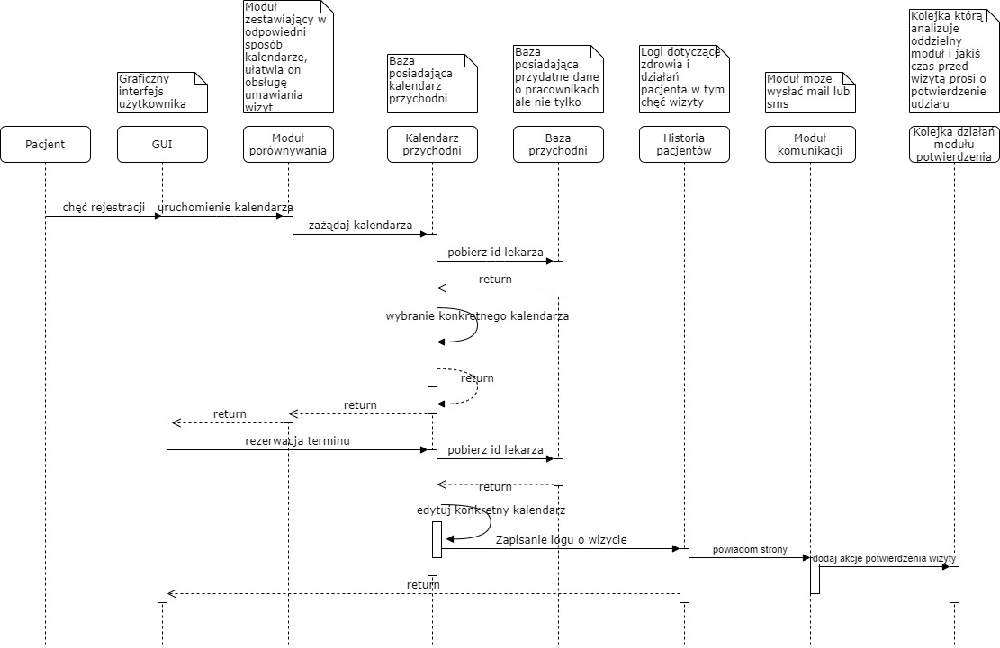 Moduł
zestawiający w
odpowiedni
sposób
kalendarze,
ułatwia on
obsługę
umawiania
wizyt
Kolejka którą
analizuje
oddzielny
moduł i jakiś
czas przed
wizytą prosi o
potwierdzenie
udziału
Graficzny
interfejs
użytkownika
Baza
posiadająca
kalendarz
przychodni
Baza
posiadająca
przydatne dane
o pracownikach
ale nie tylko
Logi dotyczące
zdrowia i
działań
pacjenta w tym
chęć wizyty
Moduł może
wysłać mail lub
sms
Pacjent
GUI
Moduł
porównywania
Kalendarz
przychodni
Baza
przychodni
Historia
pacjentów
Moduł
komunikacji
Kolejka działań
modułu
potwierdzenia
chęć rejestracji
uruchomienie kalendarza
zażądaj kalendarza
pobierz id lekarza
return
wybranie konkretnego kalendarza
return
return
return
rezerwacja terminu
pobierz id lekarza
return
edytuj konkretny kalendarz
Zapisanie logu o wizycie
powiadom strony
dodaj akcje potwierdzenia wizyty
return